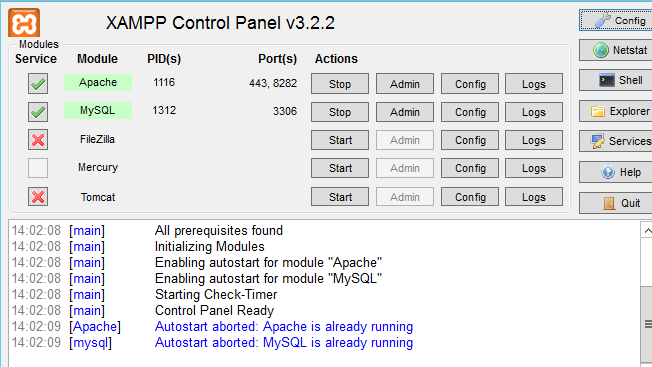 XAMPP Control Panel v3.2.2
Config
Modules
Service Module PID(s) Port(s) Actions
Netstat
Apache 1116 443, 8282 Stop Admin Config Logs
Shell
MySQL 1312 3306 Stop Admin Config Logs
Explorer
FileZilla Start Admin Config Logs
Services
Mercury Start Admin Config Logs
Help
Tomcat Start Admin Config Logs
Quit
14:02:08 [main] All prerequisites found
14:02:08 [main] Initializing Modules
14:02:08 [main] Enabling autostart for module "Apache"
14:02:08 [main] Enabling autostart for module "MySQL"
14:02:08 [main] Starting Check-Timer
14:02:08 [main] Control Panel Ready
14:02:09 [Apache] Autostart aborted: Apache is already running
14:02:09 [mysql] Autostart aborted: MySQL is already running